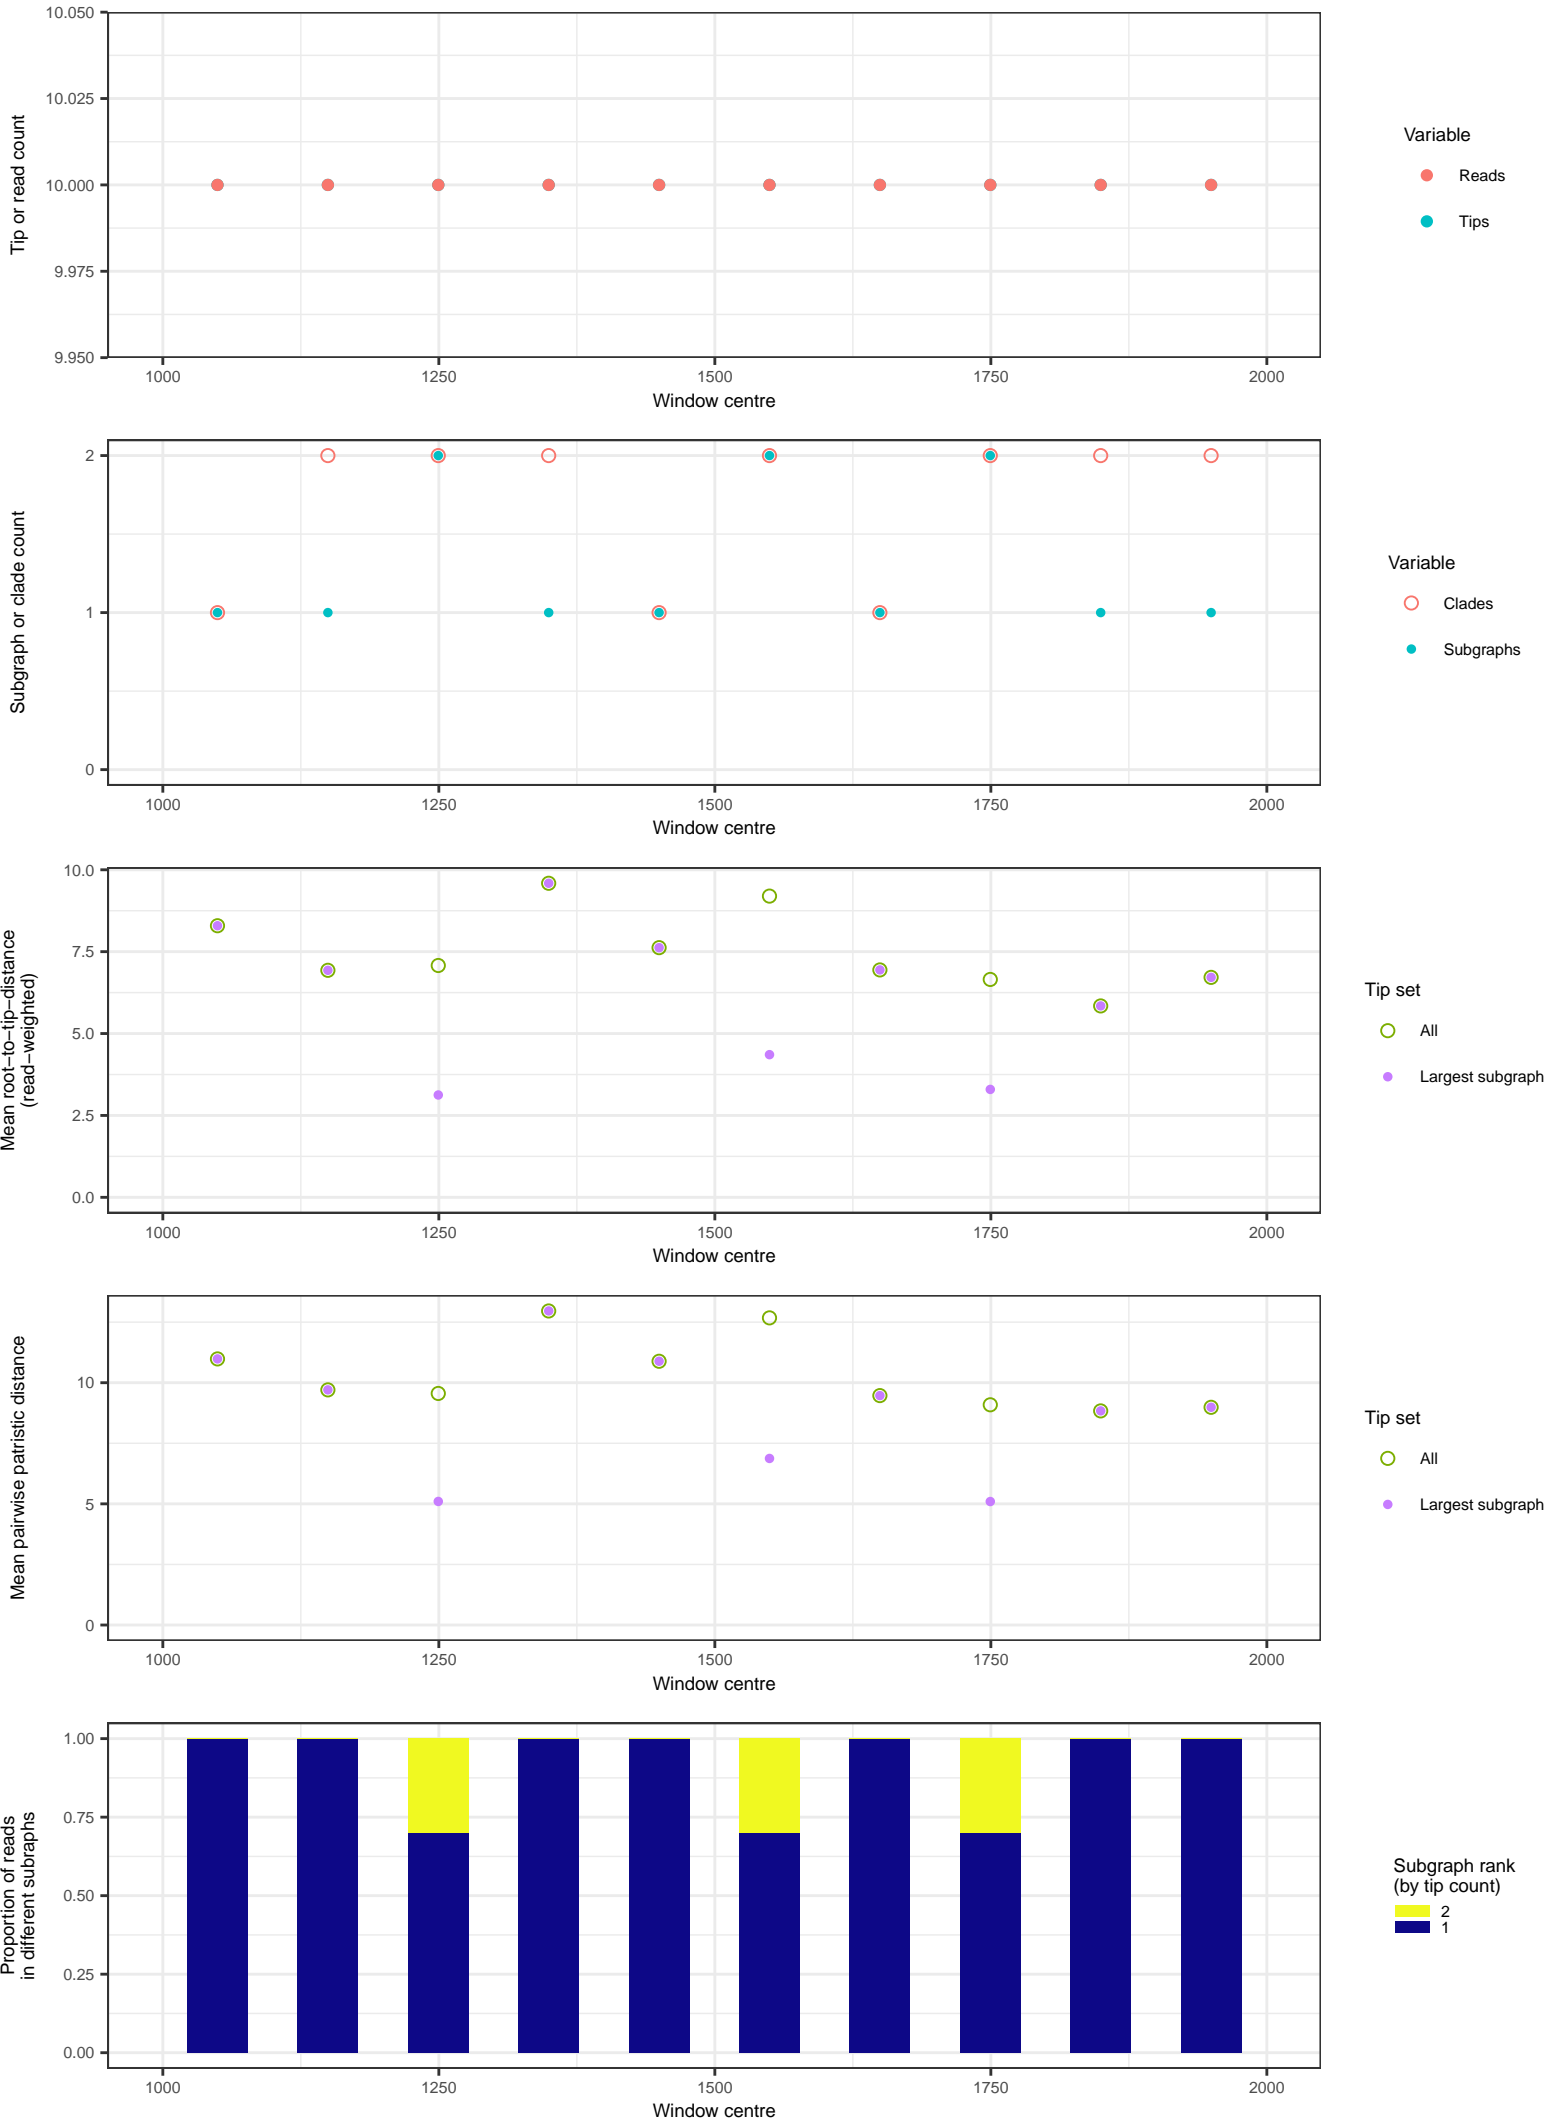 10.050
10.025
10.000
9.975
9.950
Tip or read count
1000 1250 1500 1750 2000
Window centre
Variable
Reads
Tips
2
1
0
Subgraph or clade count
1000 1250 1500 1750 2000
Window centre
Variable
Clades
Subgraphs
10.0
7.5
5.0
2.5
0.0
Mean root−to−tip−distance
(read−weighted)
1000 1250 1500 1750 2000
Window centre
Tip set
All
Largest subgraph
10
5
0
Mean pairwise patristic distance
1000 1250 1500 1750 2000
Window centre
Tip set
All
Largest subgraph
1.00
0.75
0.50
0.25
0.00
Proportion of reads
in different subraphs
1000 1250 1500 1750 2000
Window centre
Subgraph rank
(by tip count)
2
1